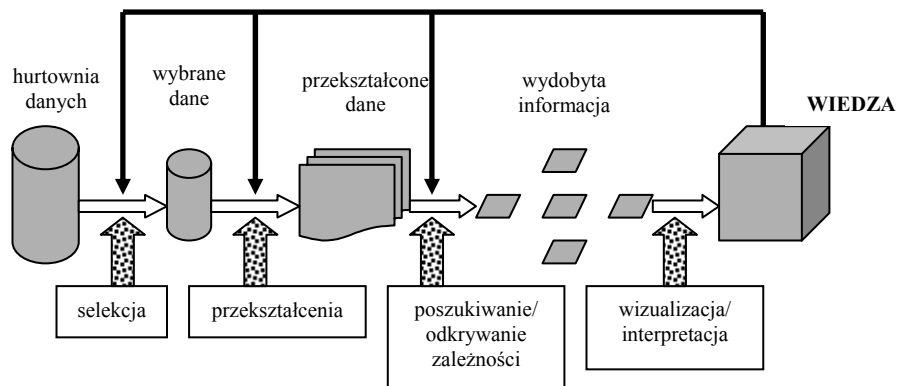 hurtownia
danych
wybrane
dane
przekształcone
dane
wydobyta
informacja
WIEDZA
selekcja
przekształcenia
poszukiwanie/
odkrywanie
zależności
wizualizacja/
interpretacja